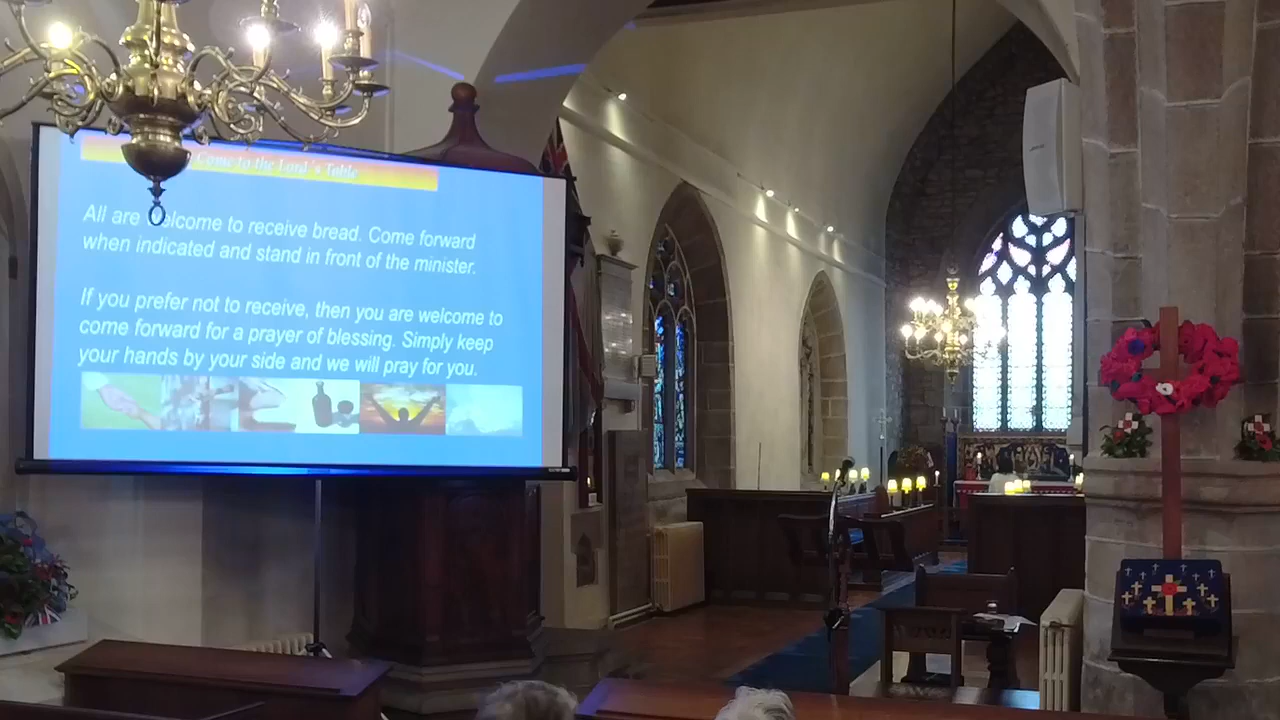 Come to the Lord's Table
All are welcome to receive bread. Come forward
when indicated and stand in front of the minister.
If you prefer not to receive, then you are welcome to
come forward for a prayer of blessing. Simply keep
your hands by your side and we will pray for you.